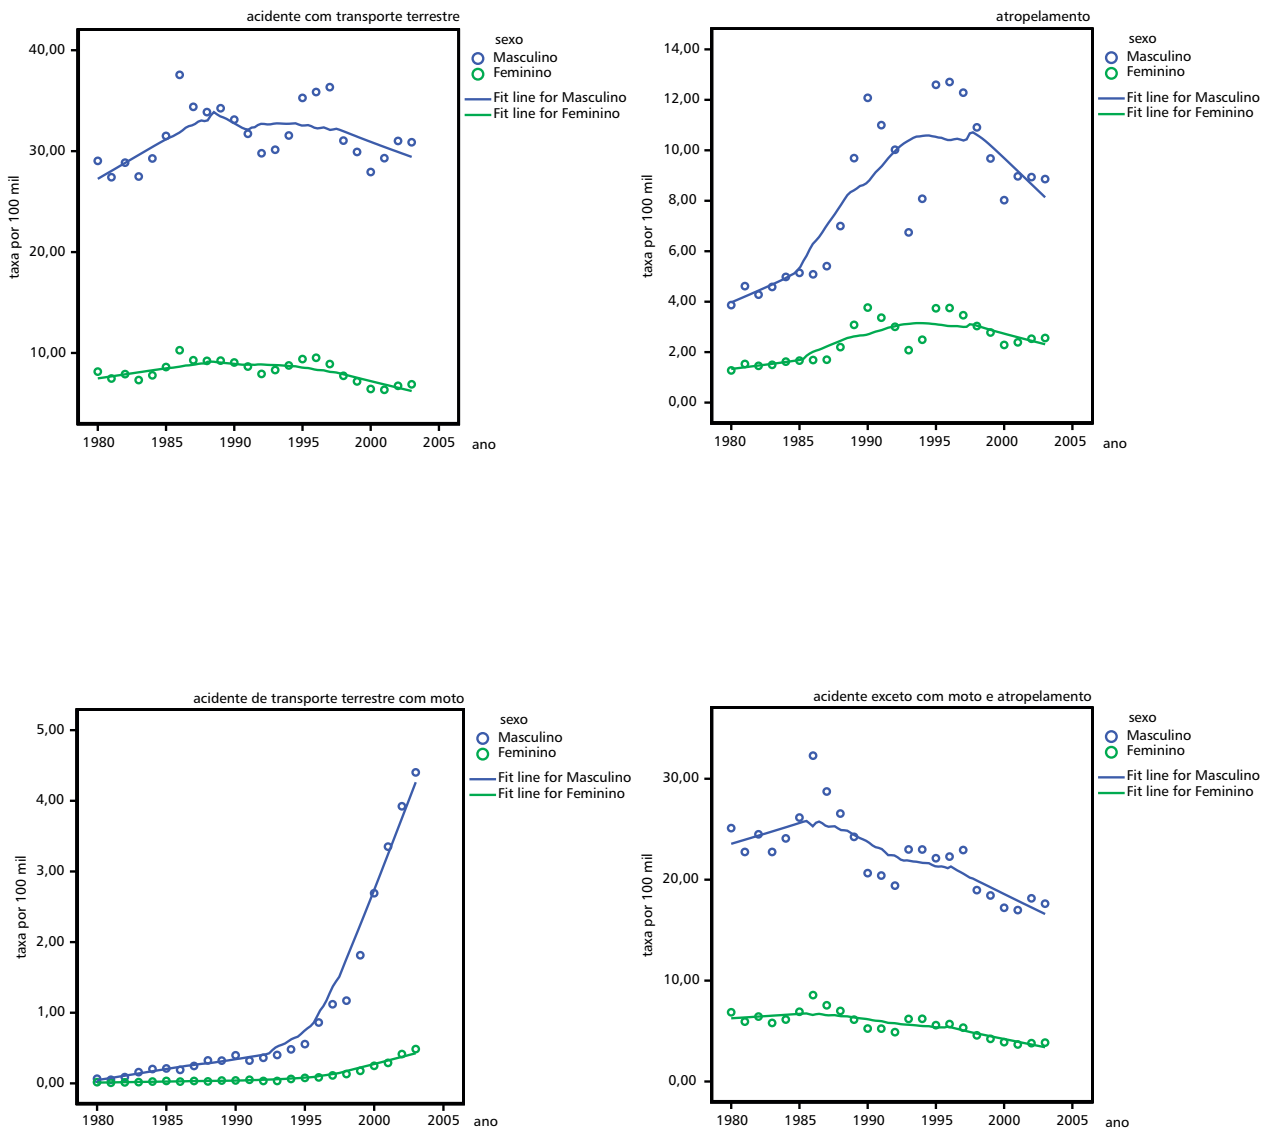 acidente com transporte terrestre
sexo
Masculino
Feminino
Fit line for Masculino
Fit line for Feminino
taxa por 100 mil
40,00
30,00
20,00
10,00
1980 1985 1990 1995 2000 2005 ano
atropelamento
sexo
Masculino
Feminino
Fit line for Masculino
Fit line for Feminino
taxa por 100 mil
14,00
12,00
10,00
8,00
6,00
4,00
2,00
0,00
1980 1985 1990 1995 2000 2005 ano
acidente de transporte terrestre com moto
sexo
Masculino
Feminino
Fit line for Masculino
Fit line for Feminino
taxa por 100 mil
5,00
4,00
3,00
2,00
1,00
0,00
1980 1985 1990 1995 2000 2005 ano
acidente exceto com moto e atropelamento
sexo
Masculino
Feminino
Fit line for Masculino
Fit line for Feminino
taxa por 100 mil
30,00
20,00
10,00
0,00
1980 1985 1990 1995 2000 2005 ano